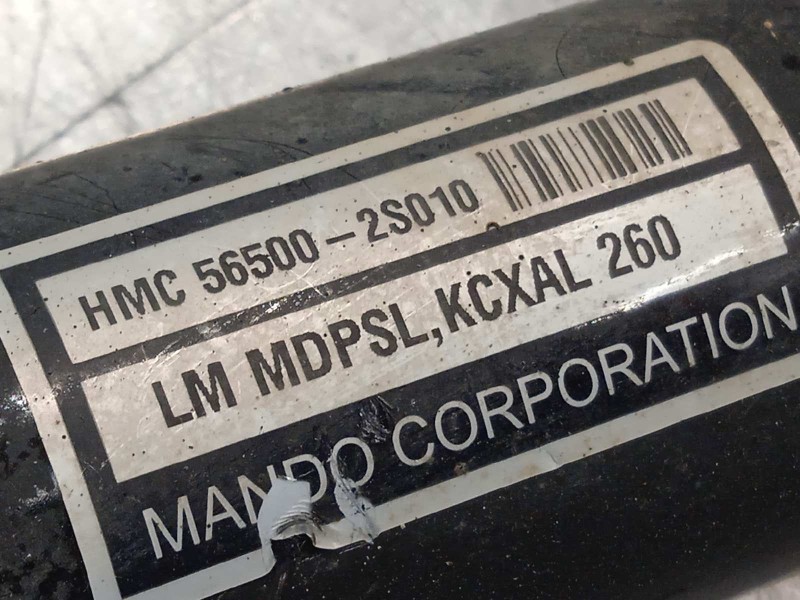 HMC 56500-2S010
LM MDPSL,KCXAL 260
MANDO CORPORATION